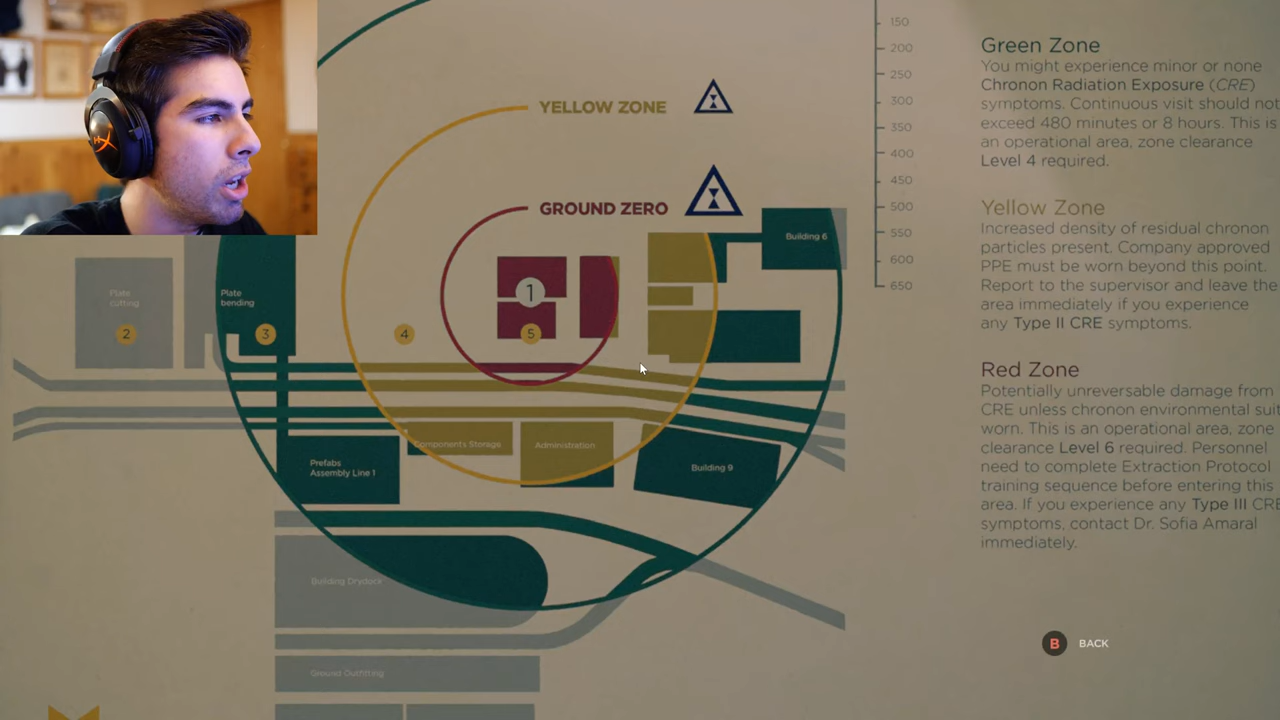 YELLOW ZONE
GROUND ZERO
Building 6
Plate
cutting
Plate
bending
1
2
3
4
5
Components Storage
Administration
Prefabs
Assembly Line 1
Building 9
Building Drydock
Ground Outfitting
150
200
250
300
350
400
450
500
550
600
650
Green Zone
You might experience minor or none
Chronon Radiation Exposure (CRE)
symptoms. Continuous visit should not
exceed 480 minutes or 8 hours. This is
an operational area, zone clearance
Level 4 required.
Yellow Zone
Increased density of residual chronon
particles present. Company approved
PPE must be worn beyond this point.
Report to the supervisor and leave the
area immediately if you experience
any Type II CRE symptoms.
Red Zone
Potentially unreversable damage from
CRE unless chronon environmental suit
worn. This is an operational area, zone
clearance Level 6 required. Personnel
need to complete Extraction Protocol
training sequence before entering this
area. If you experience any Type III CRE
symptoms, contact Dr. Sofia Amaral
immediately.
B BACK